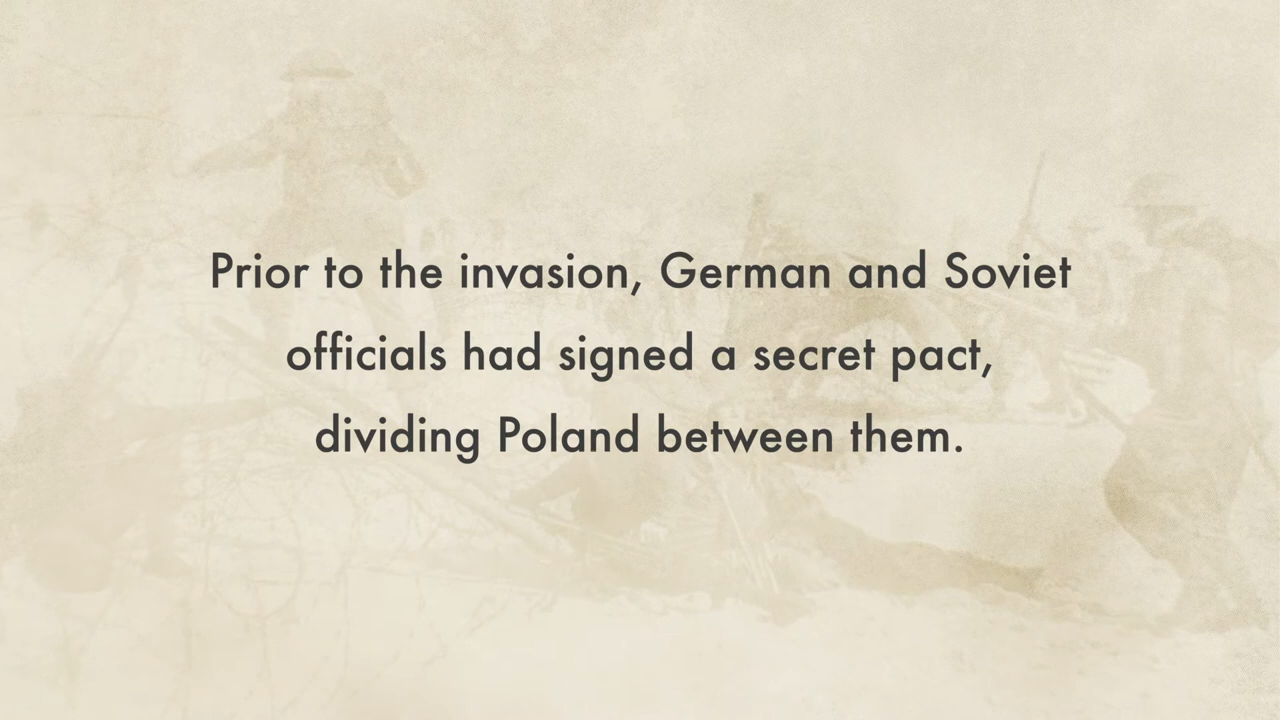 Prior to the invasion, German and Soviet
officials had signed a secret pact,
dividing Poland between them.